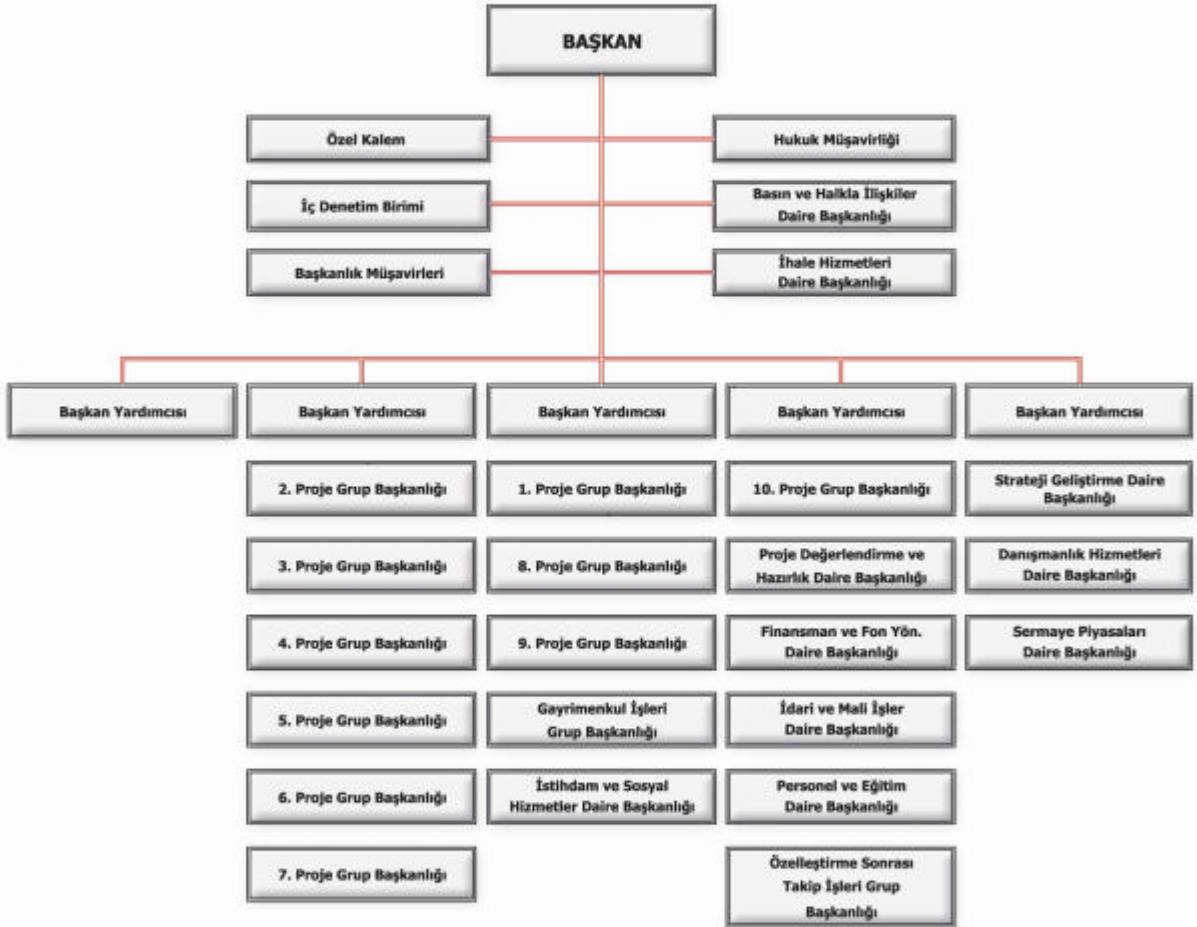 BAŞKAN
Özel Kalem
Hukuk Müşavirliği
İç Denetim Birimi
Basın ve Halkla İlişkiler
Daire Başkanlığı
Başkanlık Müşavirleri
İhale Hizmetleri
Daire Başkanlığı
Başkan Yardımcısı
Başkan Yardımcısı
Başkan Yardımcısı
Başkan Yardımcısı
Başkan Yardımcısı
2. Proje Grup Başkanlığı
1. Proje Grup Başkanlığı
10. Proje Grup Başkanlığı
Strateji Geliştirme Daire
Başkanlığı
3. Proje Grup Başkanlığı
8. Proje Grup Başkanlığı
Proje Değerlendirme ve
Hazırlık Daire Başkanlığı
Danışmanlık Hizmetleri
Daire Başkanlığı
4. Proje Grup Başkanlığı
9. Proje Grup Başkanlığı
Finansman ve Fon Yön.
Daire Başkanlığı
Sermaye Piyasaları
Daire Başkanlığı
5. Proje Grup Başkanlığı
Gayrimenkul İşleri
Grup Başkanlığı
İdari ve Mali İşler
Daire Başkanlığı
6. Proje Grup Başkanlığı
İstihdam ve Sosyal
Hizmetler Daire Başkanlığı
Personel ve Eğitim
Daire Başkanlığı
7. Proje Grup Başkanlığı
Özelleştirme Sonrası
Takip İşleri Grup
Başkanlığı